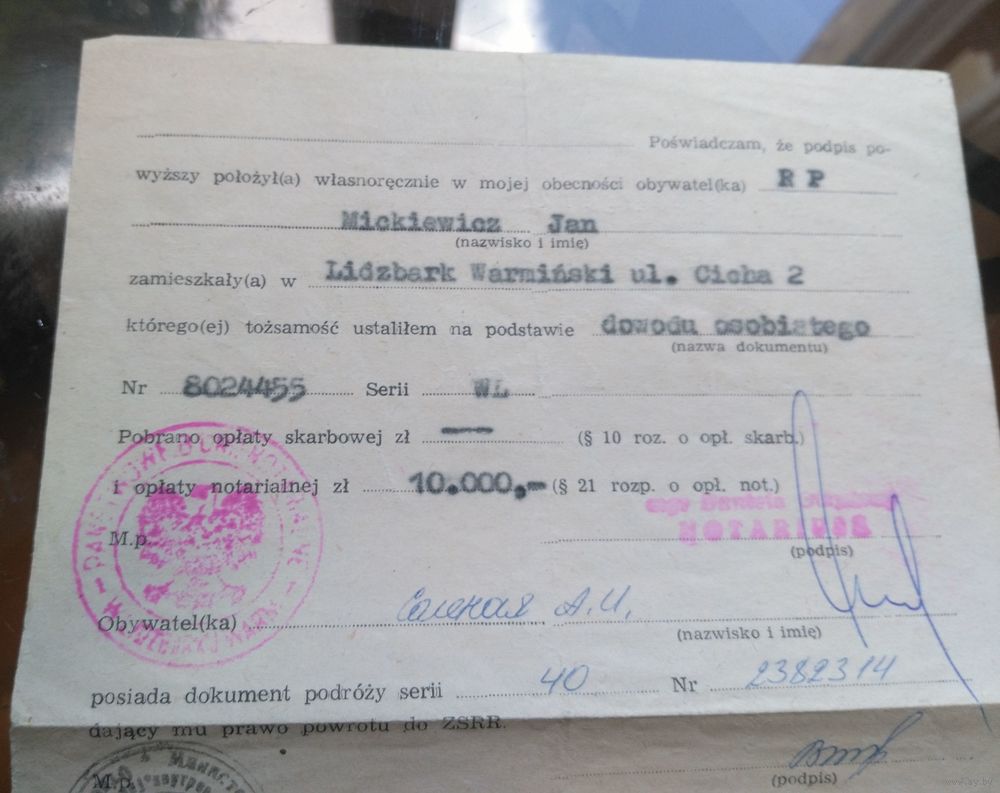 Poświadczam, że podpis po-
wyższy położył(a) własnoręcznie w mojej obecności obywatel(ka) R P
Mickiewicz Jan
(nazwisko i imię)
zamieszkały(a) w Lidzbark Warmiński ul. Cicha 2
którego(ej) tożsamość ustaliłem na podstawie dowodu osobistego
(nazwa dokumentu)
Nr 8024455 Serii WL
Pobrano opłaty skarbowej zł — (§ 10 roz. o opł. skarb.)
i opłaty notarialnej zł 10.000,- (§ 21 rozp. o opł. not.)
mgr Daniela
NOTARIUSZ
M.p.
(podpis)
Obywatel(ka) Соленая А.И.
(nazwisko i imię)
posiada dokument podróży serii 40 Nr 2382314
dający mu prawo powrotu do ZSRR.
M.p.
(podpis)